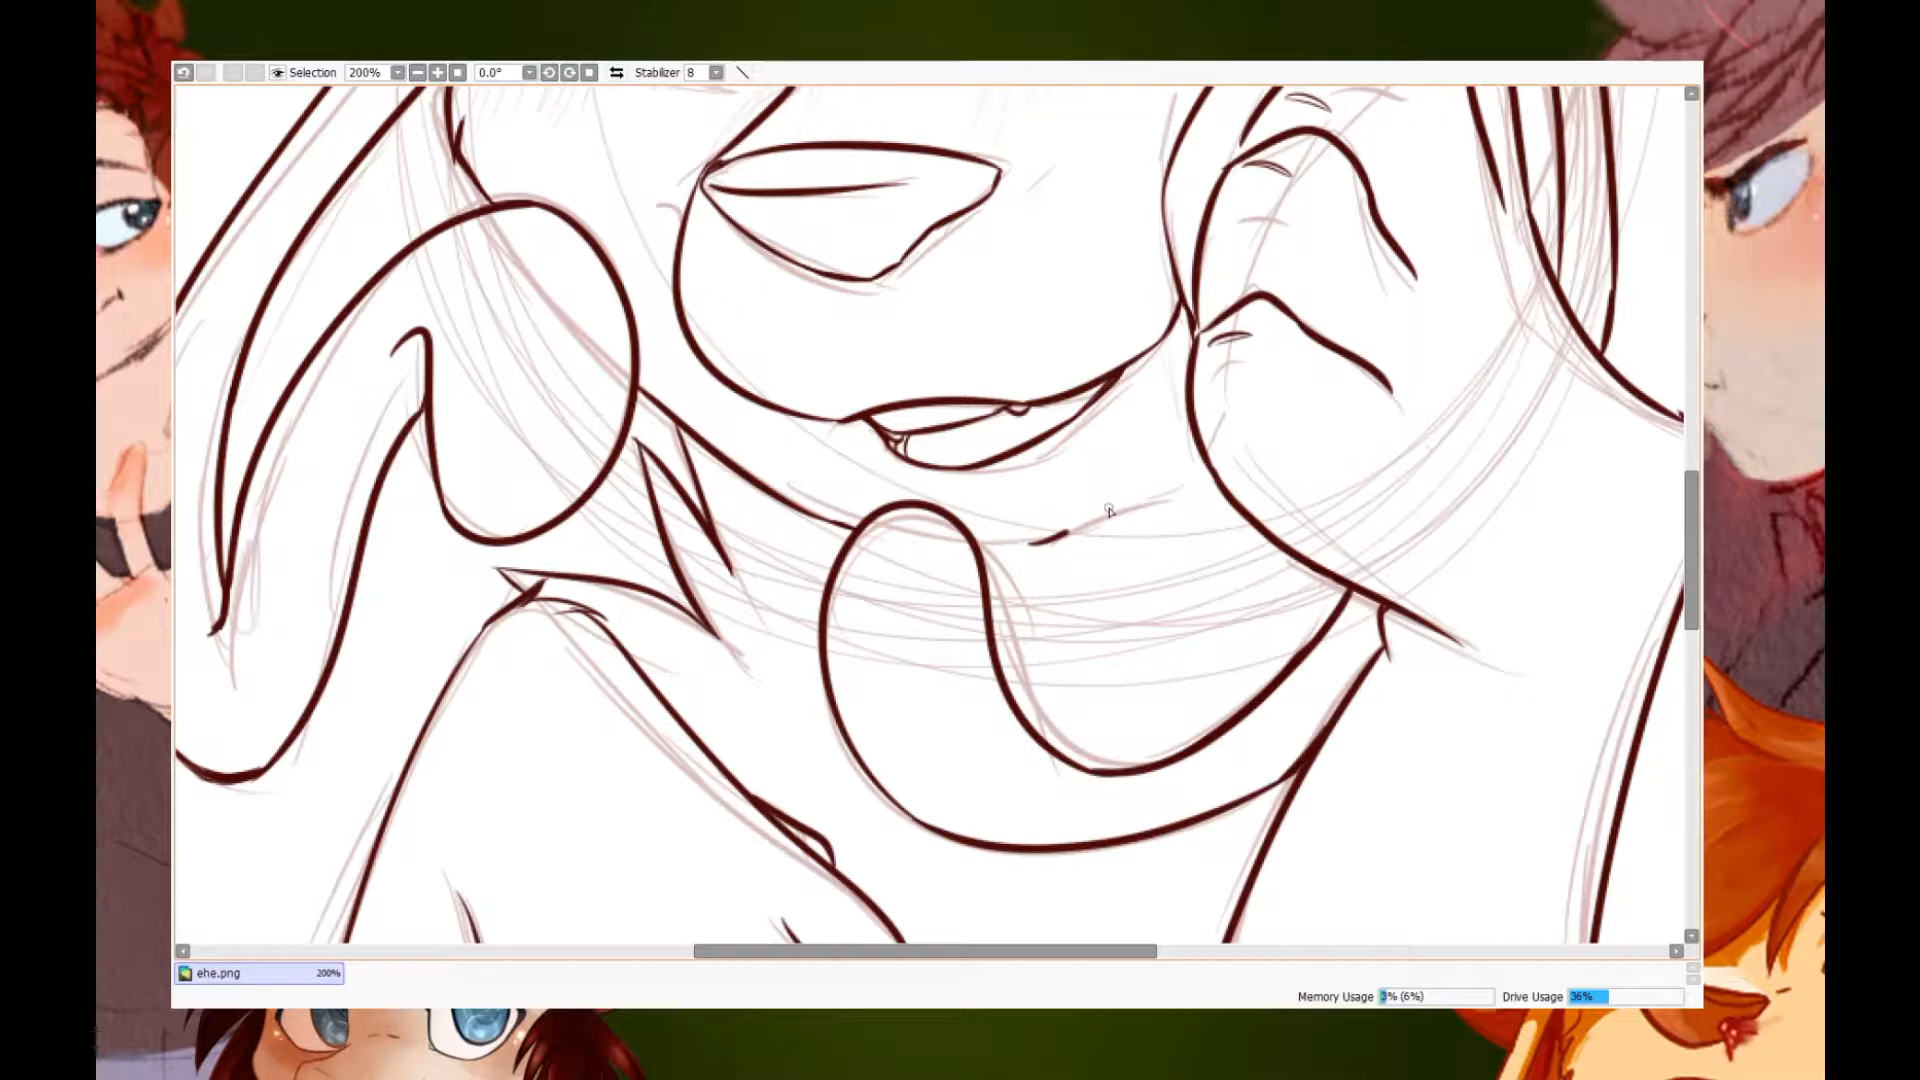 Selection 200% 0.0° Stabilizer 8
ehe.png 200%
Memory Usage 3% (6%) Drive Usage 36%